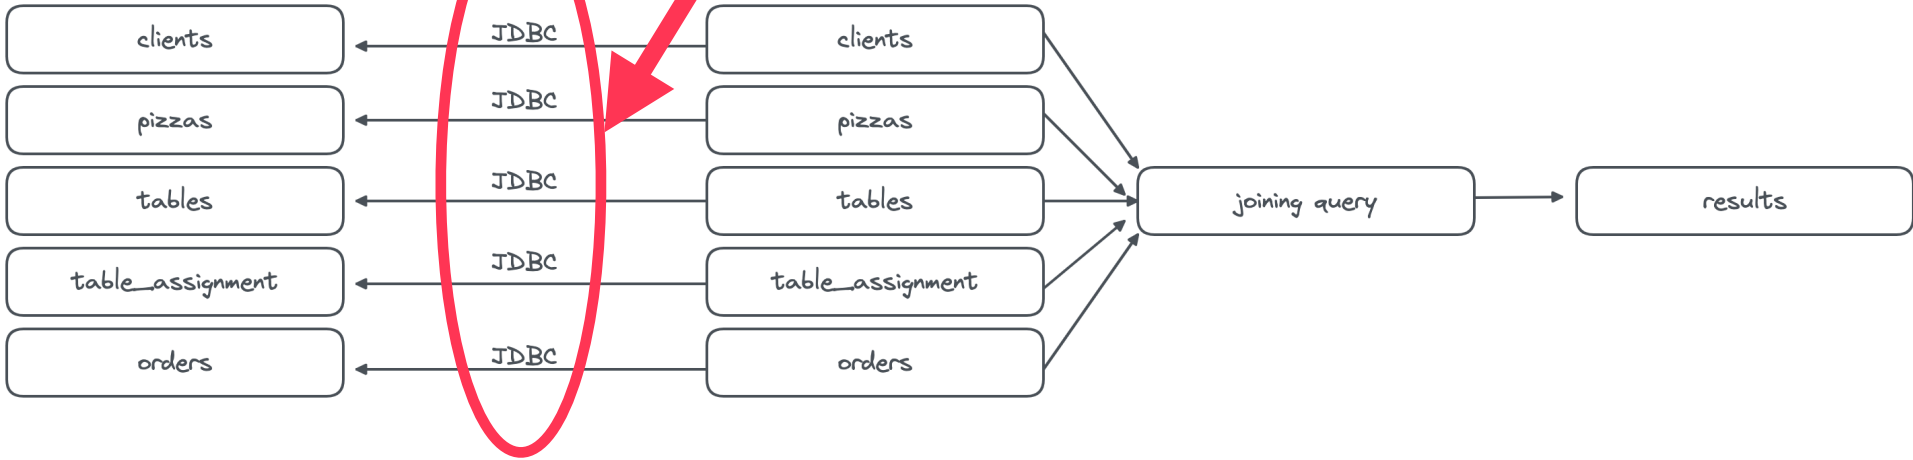 clients
JDBC
clients
pizzas
JDBC
pizzas
tables
JDBC
tables
joining query
results
table_assignment
JDBC
table_assignment
orders
JDBC
orders